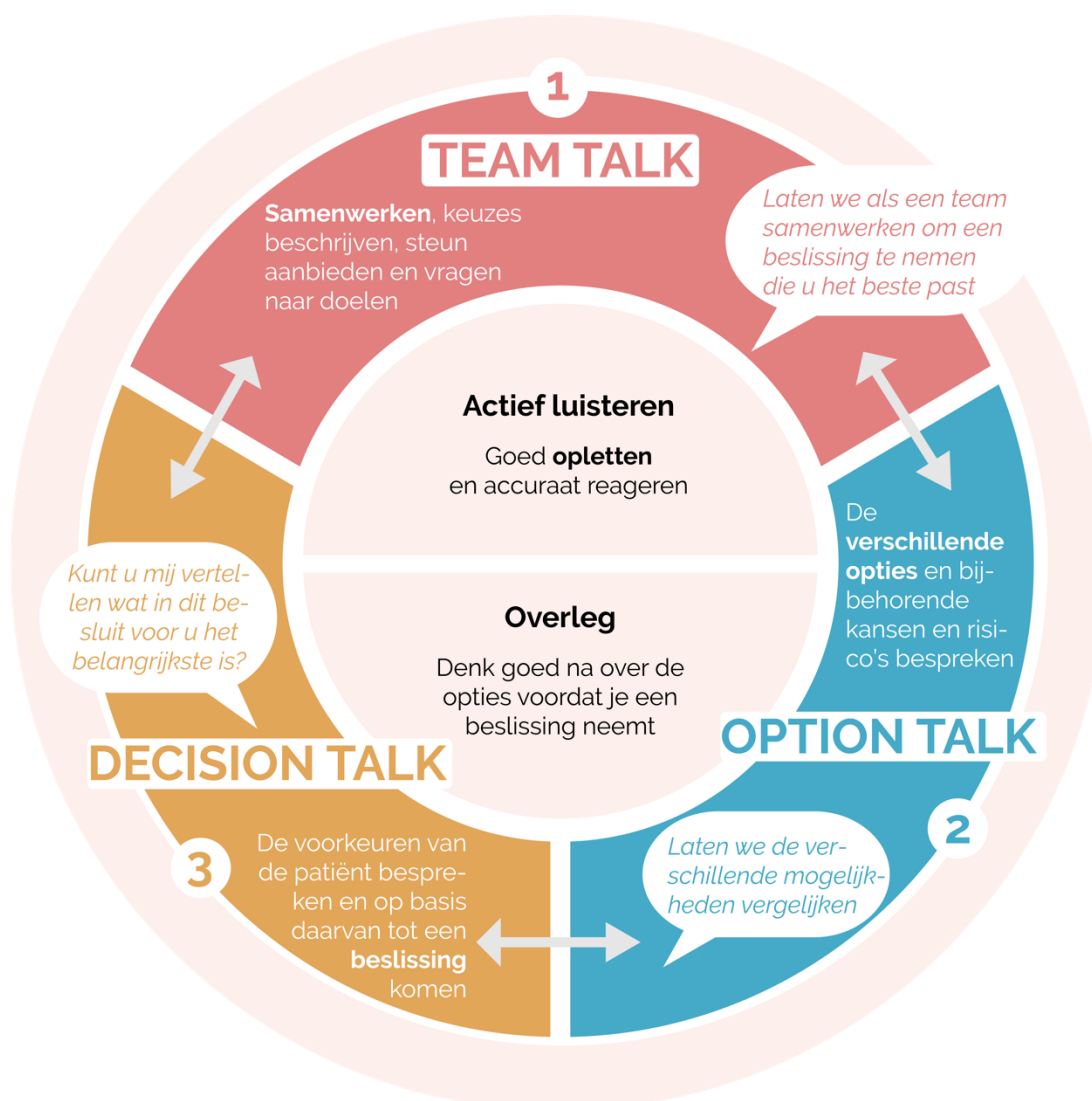 1
TEAM TALK
Samenwerken, keuzes
beschrijven, steun
aanbieden en vragen
naar doelen
Laten we als een team
samenwerken om een
beslissing te nemen
die u het beste past
Actief luisteren
Goed opletten
en accuraat reageren
Overleg
Denk goed na over de
opties voordat je een
beslissing neemt
De
verschillende
opties en bij-
behorende
kansen en risi-
co’s bespreken
OPTION TALK
2
Laten we de ver-
schillende mogelijk-
heden vergelijken
Kunt u mij vertel-
len wat in dit be-
sluit voor u het
belangrijkste is?
DECISION TALK
3
De voorkeuren van
de patiënt bespre-
ken en op basis
daarvan tot een
beslissing
komen